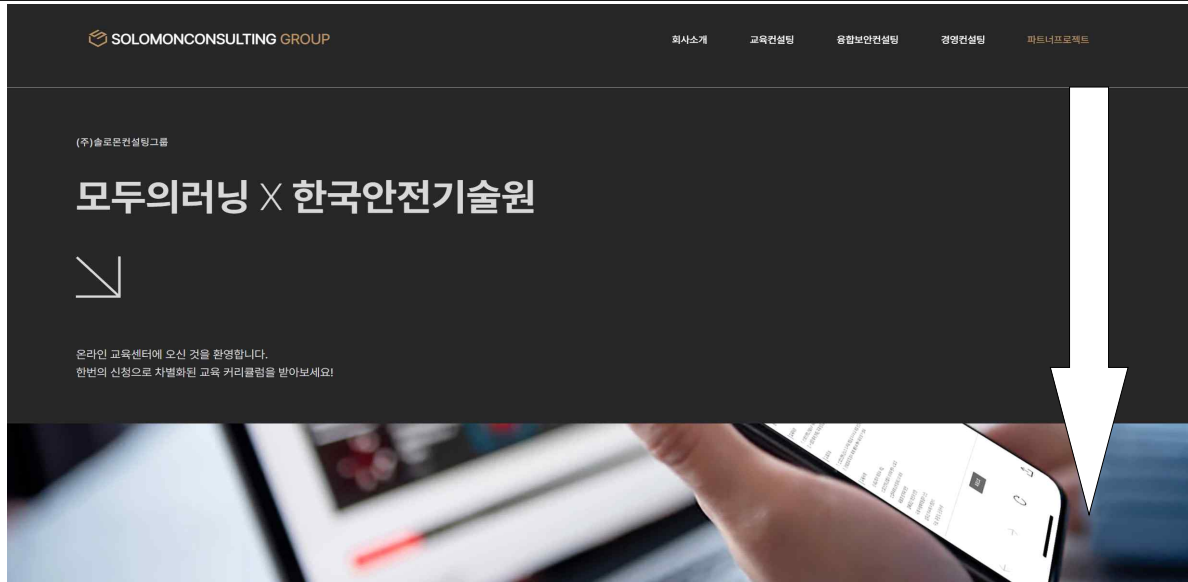 SOLOMONCONSULTING GROUP
회사소개 교육컨설팅 융합보안컨설팅 경영컨설팅 파트너프로젝트
(주)솔로몬컨설팅그룹
모두의러닝 X 한국안전기술원
온라인 교육센터에 오신 것을 환영합니다.
한번의 신청으로 차별화된 교육 커리큘럼을 받아보세요!